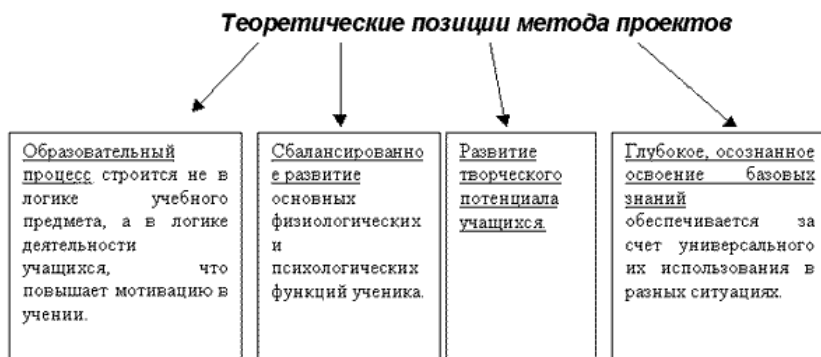 Теоретические позиции метода проектов
Образовательный
процесс строится не в
логике учебного
предмета, а в логике
деятельности
учащихся, что
повышает мотивацию в
учении.
Сбалансированно
е развитие
основных
физиологических
и
психологических
функций ученика.
Развитие
творческого
потенциала
учащихся.
Глубокое, осознанное
освоение базовых
знаний
обеспечивается за
счет универсального
их использования в
разных ситуациях.